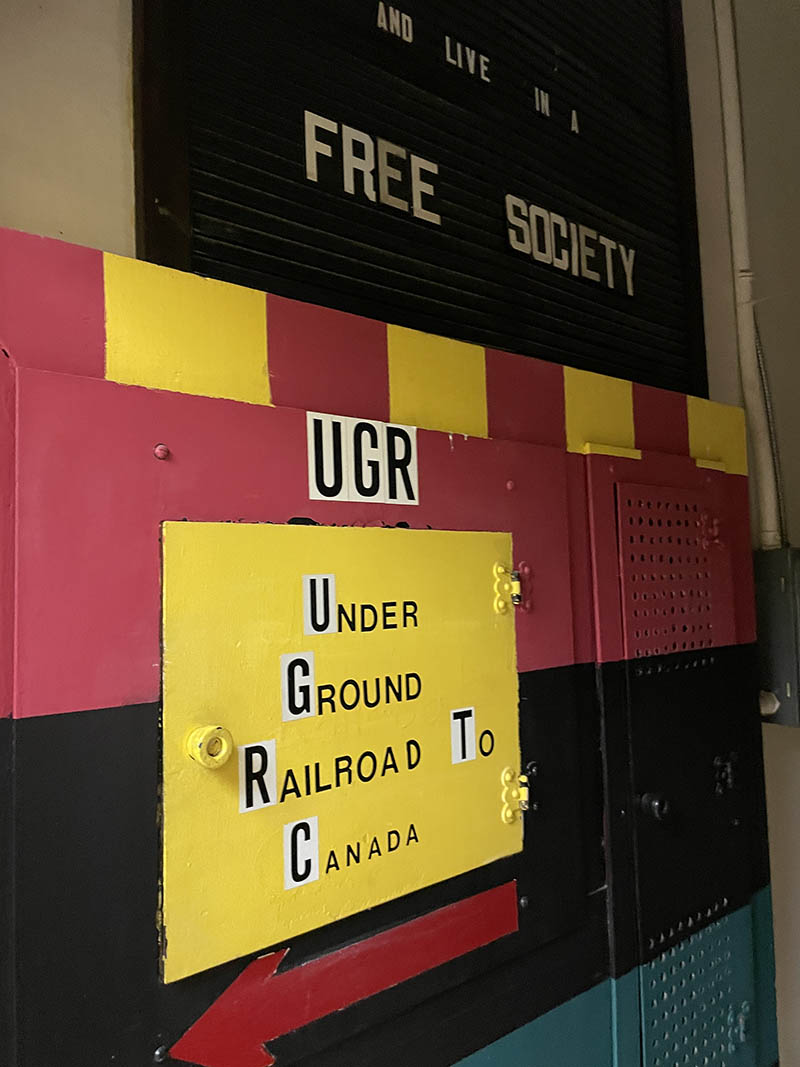 AND LIVE IN A
FREE SOCIETY
UGR
UNDER
GROUND
RAILROAD TO
CANADA